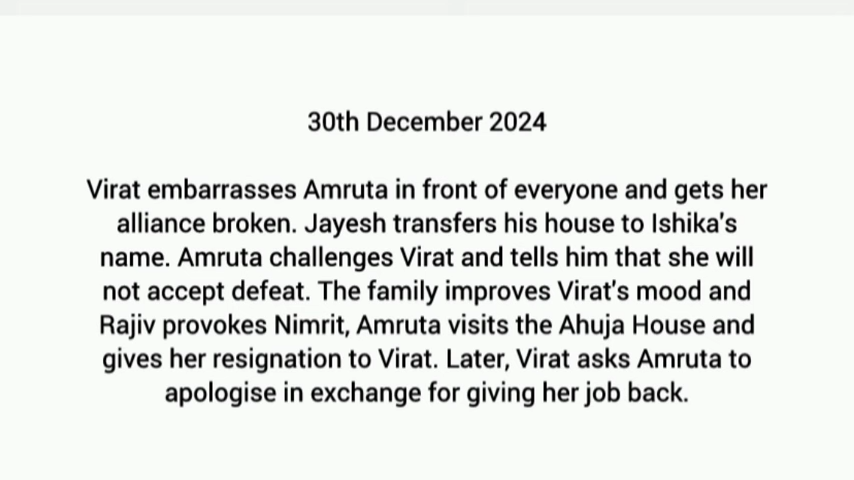 30th December 2024
Virat embarrasses Amruta in front of everyone and gets her
alliance broken. Jayesh transfers his house to Ishika's
name. Amruta challenges Virat and tells him that she will
not accept defeat. The family improves Virat's mood and
Rajiv provokes Nimrit, Amruta visits the Ahuja House and
gives her resignation to Virat. Later, Virat asks Amruta to
apologise in exchange for giving her job back.